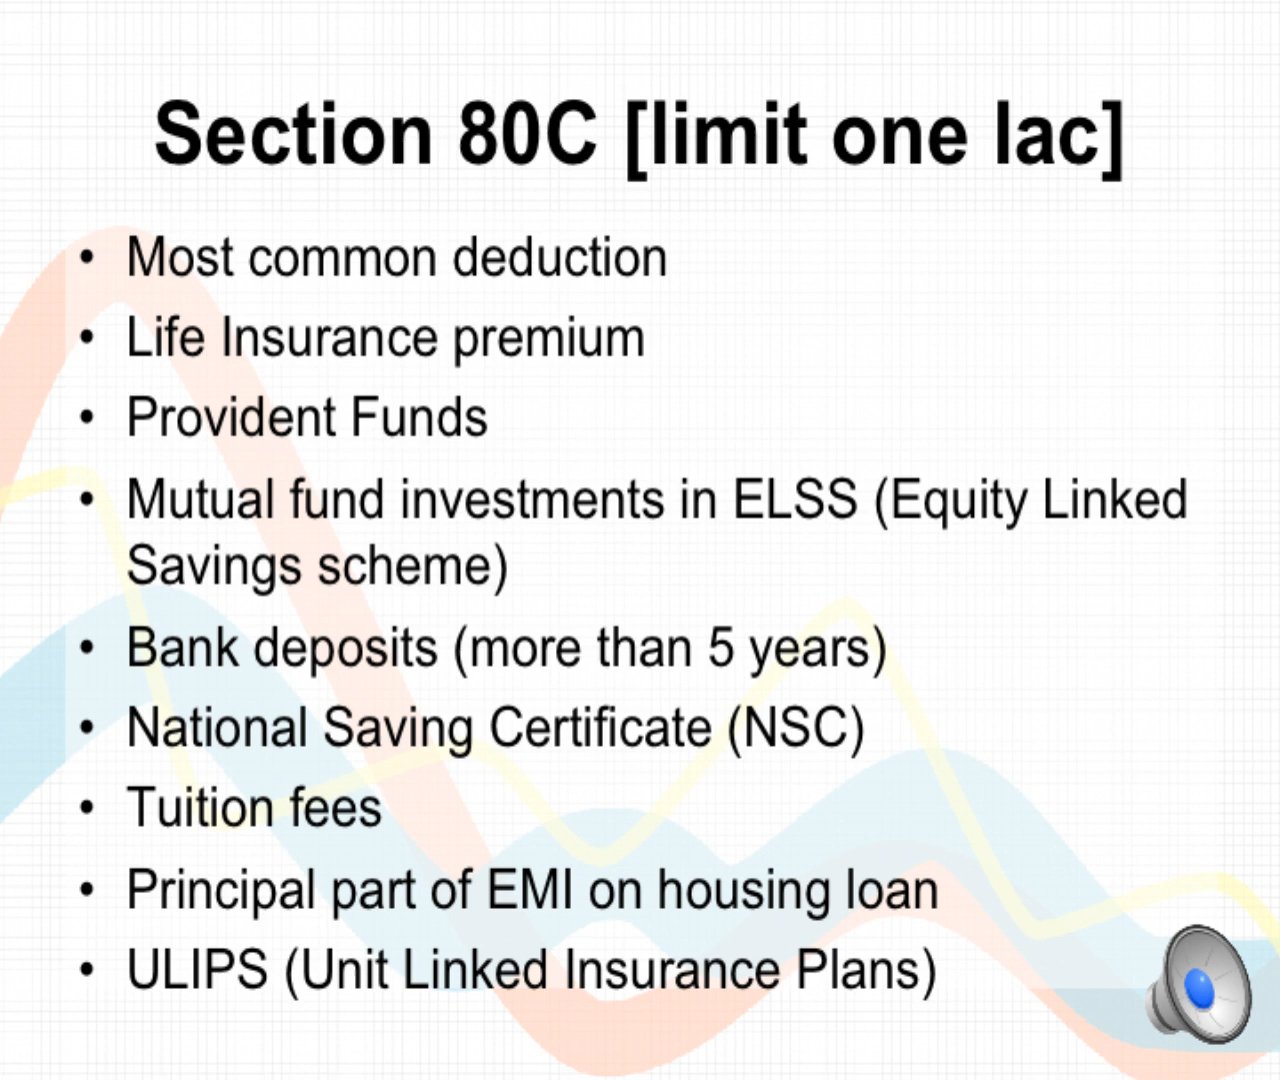 Section 80C [limit one lac]
• Most common deduction
• Life Insurance premium
• Provident Funds
• Mutual fund investments in ELSS (Equity Linked
Savings scheme)
• Bank deposits (more than 5 years)
• National Saving Certificate (NSC)
• Tuition fees
• Principal part of EMI on housing loan
• ULIPS (Unit Linked Insurance Plans)